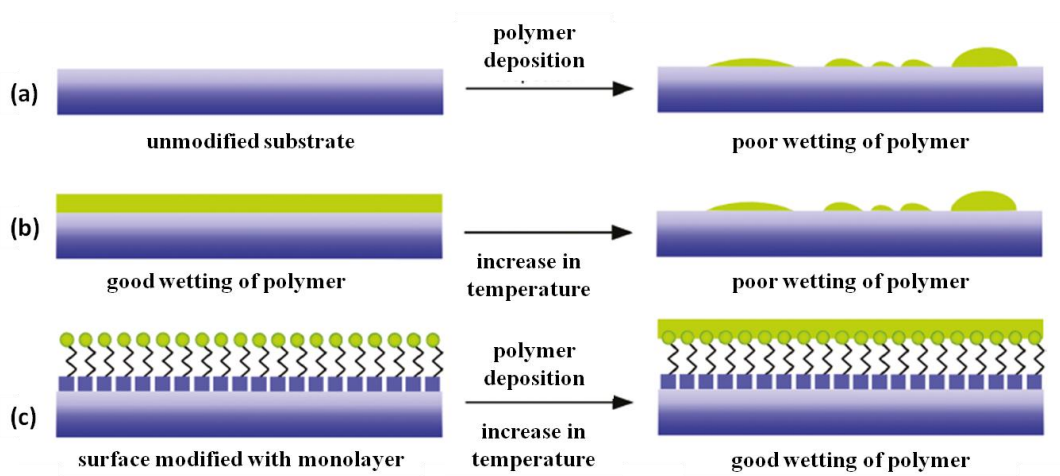 (a)
polymer
deposition
unmodified substrate
poor wetting of polymer
(b)
good wetting of polymer
increase in
temperature
poor wetting of polymer
(c)
polymer
deposition
increase in
temperature
surface modified with monolayer
good wetting of polymer